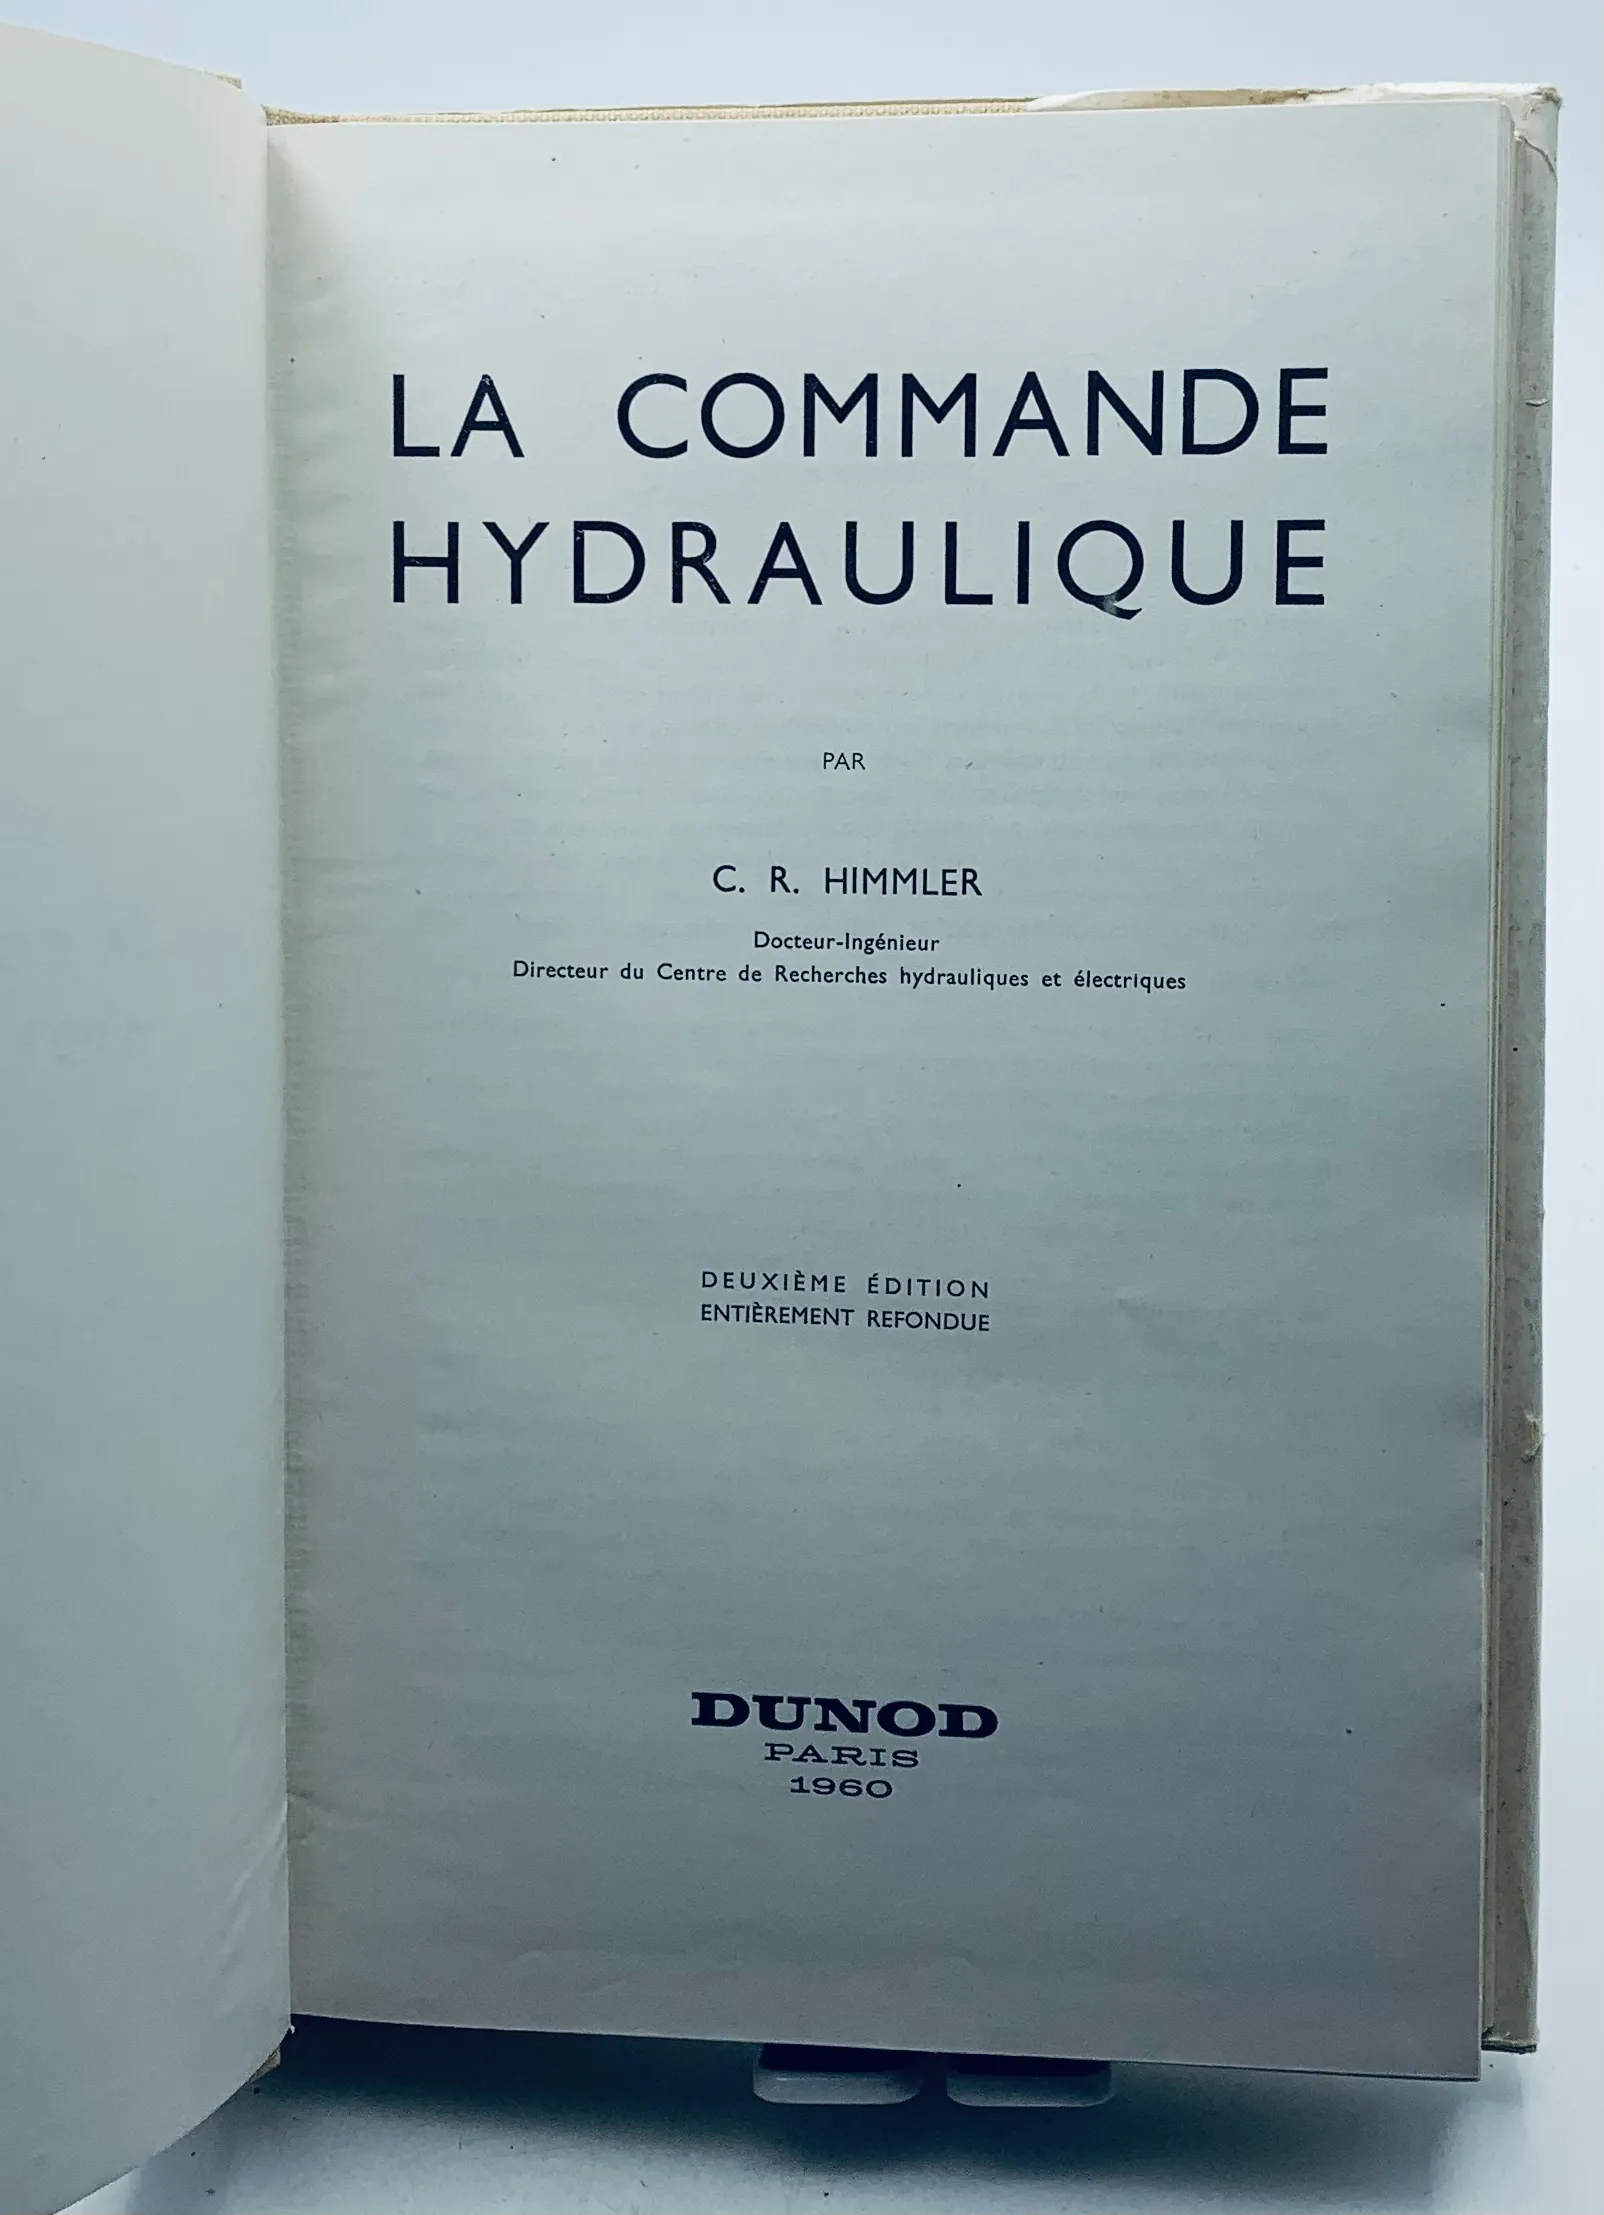 LA COMMANDE
HYDRAULIQUE
PAR
C. R. HIMMLER
Docteur-Ingénieur
Directeur du Centre de Recherches hydrauliques et électriques
DEUXIÈME ÉDITION
ENTIÈREMENT REFONDUE
DUNOD
PARIS
1960